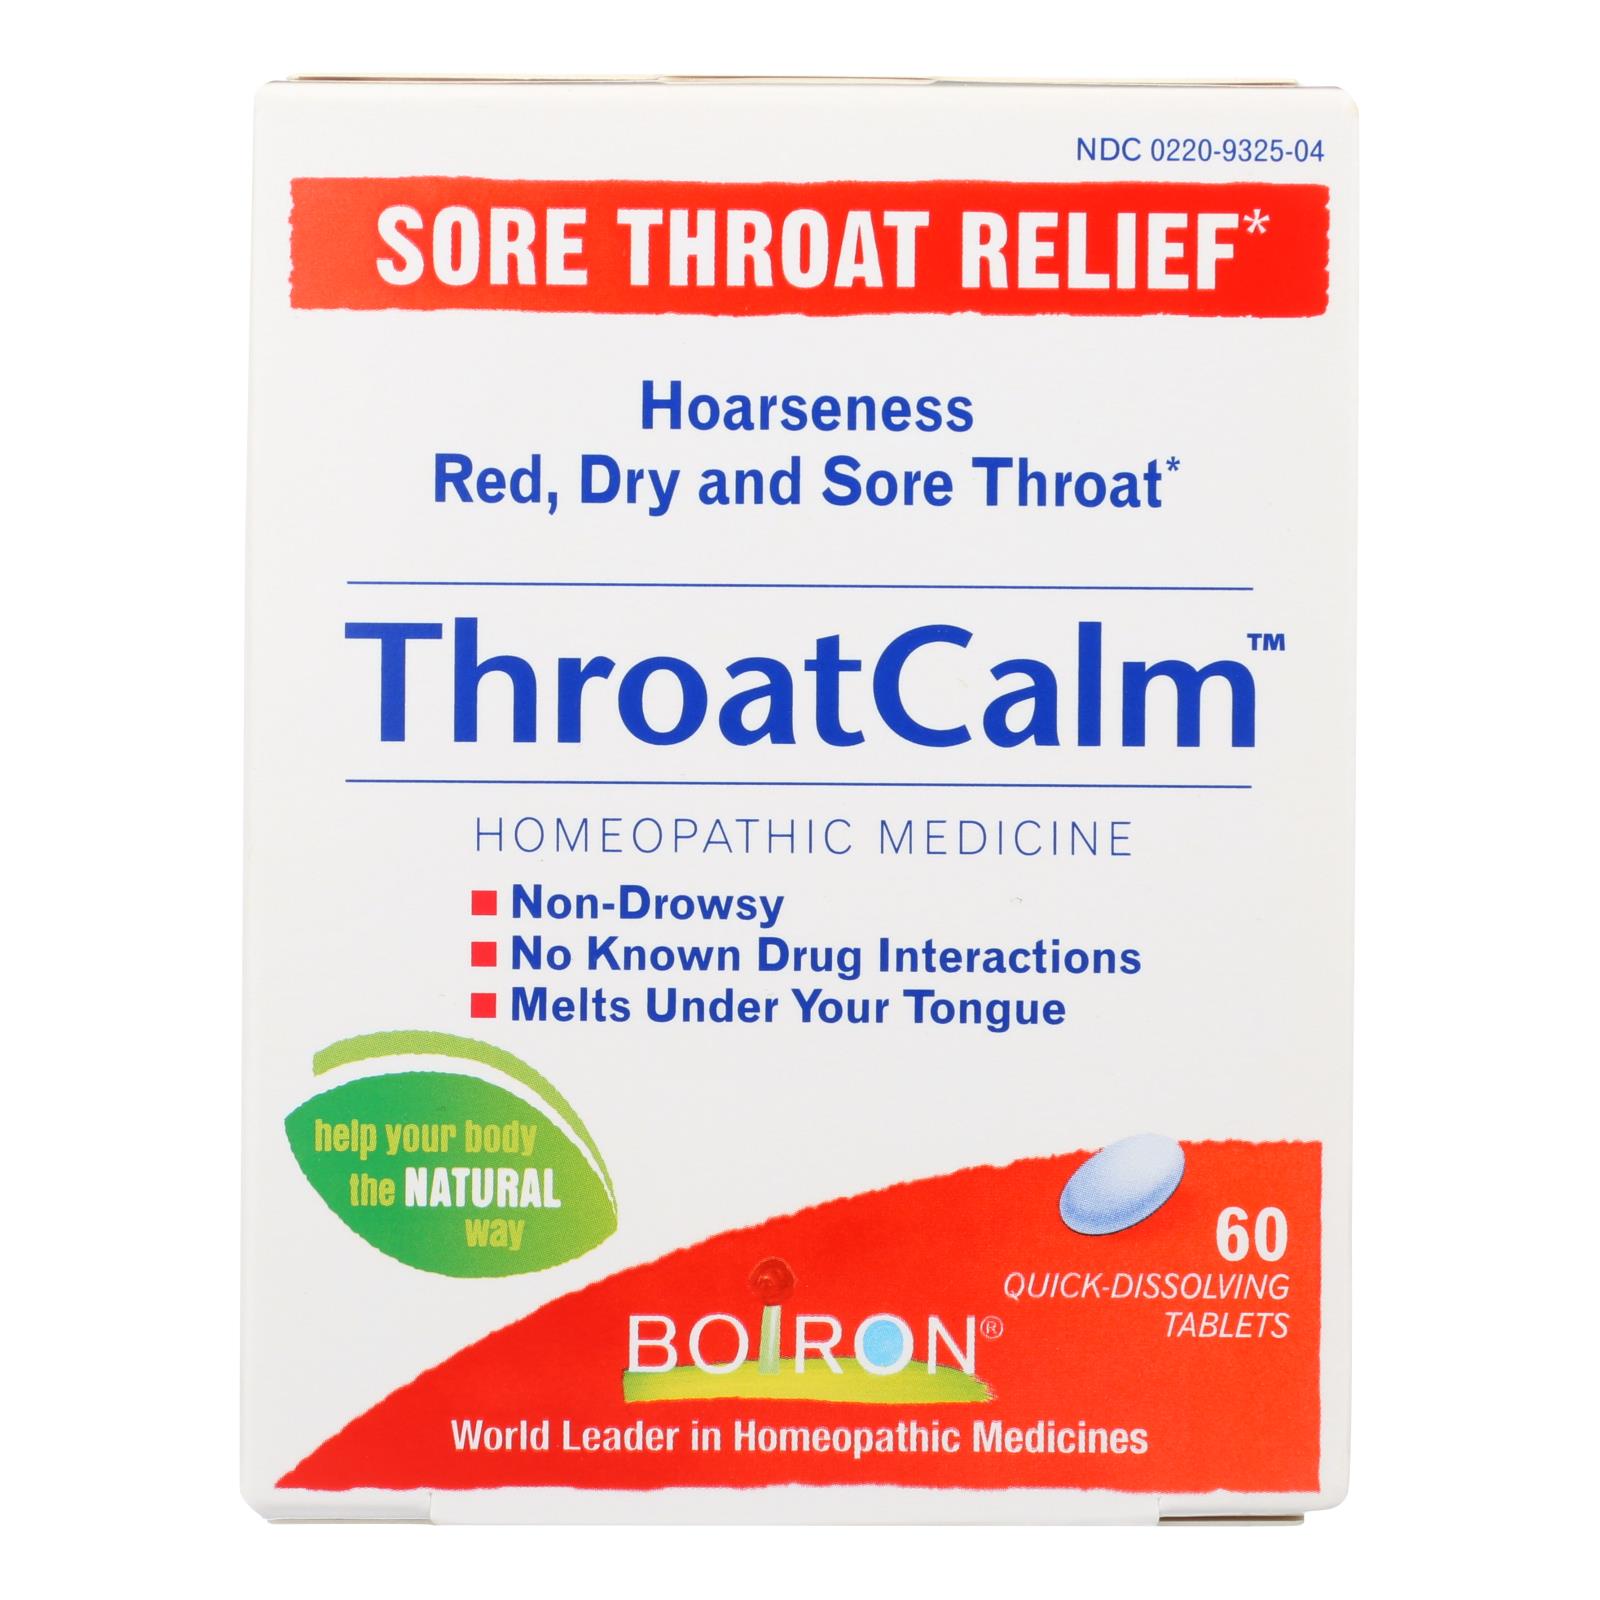 NDC 0220-9325-04
SORE THROAT RELIEF*
Hoarseness
Red, Dry and Sore Throat*
ThroatCalm™
HOMEOPATHIC MEDICINE
Non-Drowsy
No Known Drug Interactions
Melts Under Your Tongue
help your body
the NATURAL
way
60
QUICK-DISSOLVING
TABLETS
BOIRON®
World Leader in Homeopathic Medicines